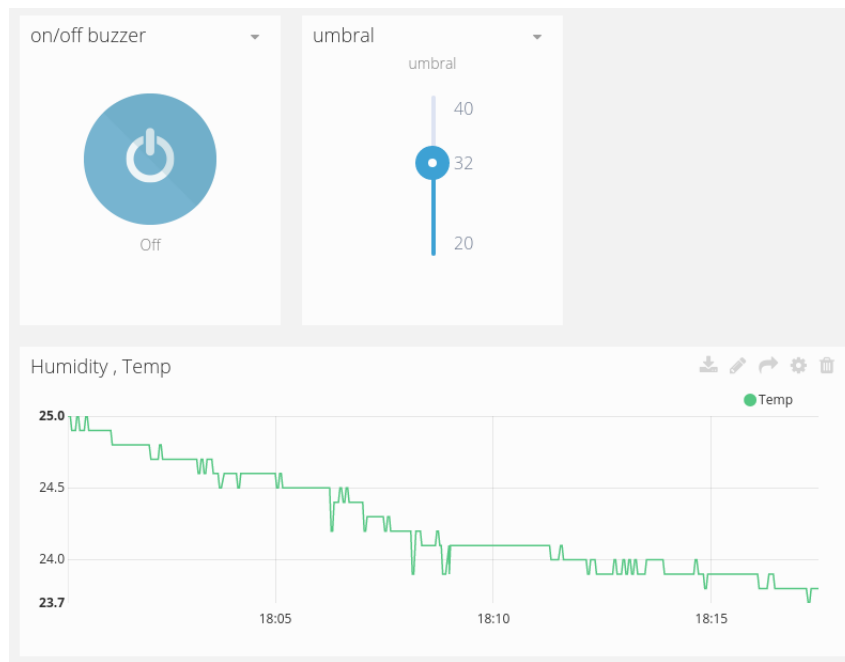 on/off buzzer
Off
umbral
umbral
40
32
20
Humidity , Temp
Temp
25.0
24.5
24.0
23.7
18:05 18:10 18:15